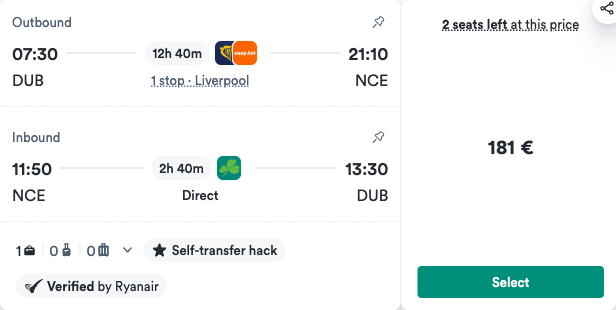 Outbound
2 seats left at this price
07:30
12h 40m
easyJet
21:10
DUB
1 stop · Liverpool
NCE
Inbound
181 €
11:50
2h 40m
13:30
NCE
Direct
DUB
1
0
0
Self-transfer hack
Verified by Ryanair
Select